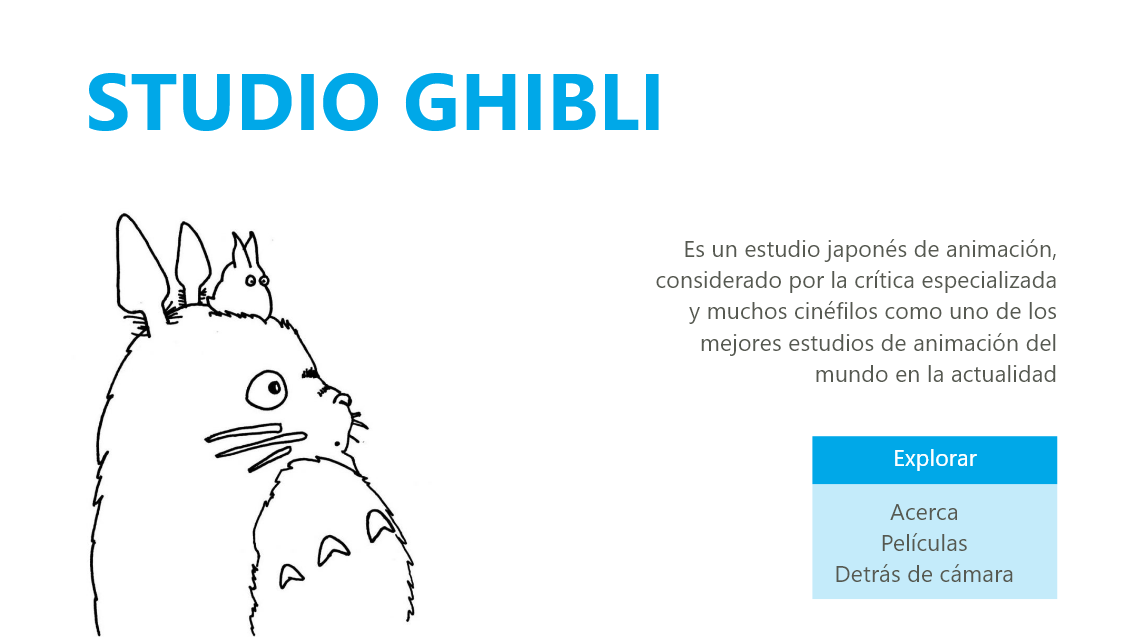 STUDIO GHIBLI
Es un estudio japonés de animación,
considerado por la crítica especializada
y muchos cinéfilos como uno de los
mejores estudios de animación del
mundo en la actualidad
Explorar
Acerca
Películas
Detrás de cámara